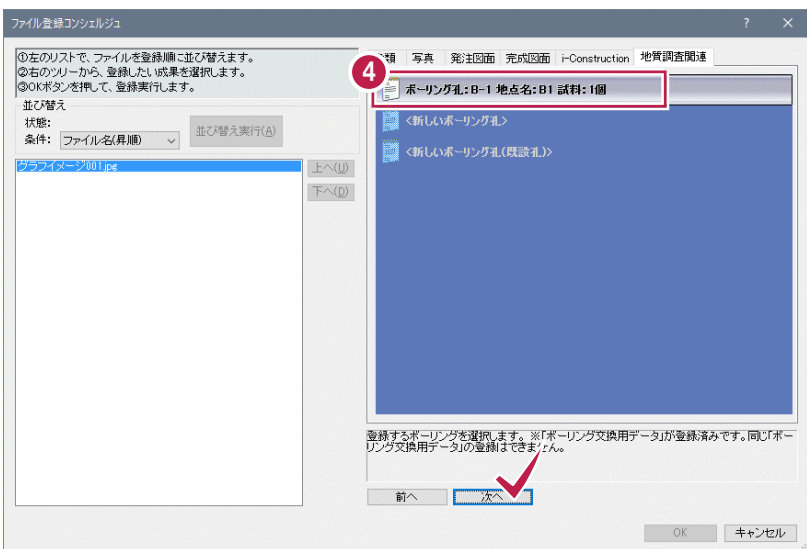 ファイル登録コンシェルジュ
? ×
①左のリストで、ファイルを登録順に並び替えます。
②右のツリーから、登録したい成果を選択します。
③OKボタンを押して、登録実行します。
並び替え
状態:
条件: ファイル名(昇順)
並び替え実行(A)
グラフイメージ001.jpg
上へ(U)
下へ(D)
類 写真 発注図面 完成図面 i-Construction 地質調査関連
4
ボーリング孔:B-1 地点名:B1 試料:1個
<新しいボーリング孔>
<新しいボーリング孔(既設孔)>
登録するボーリングを選択します。※「ボーリング交換用データ」が登録済みです。同じ「ボー
リング交換用データ」の登録はできません。
前へ 次へ
OK キャンセル